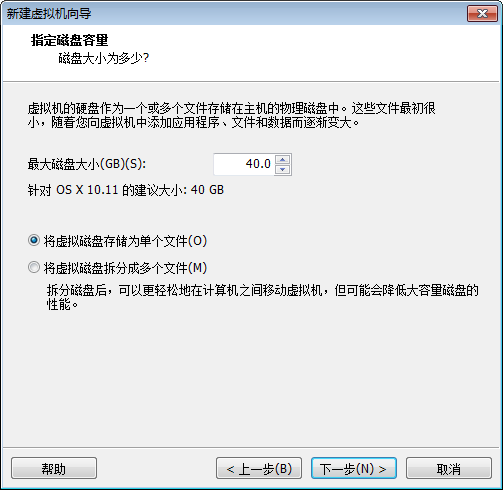 新建虚拟机向导
指定磁盘容量
磁盘大小为多少?
虚拟机的硬盘作为一个或多个文件存储在主机的物理磁盘中。这些文件最初很
小，随着您向虚拟机中添加应用程序、文件和数据而逐渐变大。
最大磁盘大小(GB)(S): 40.0
针对 OS X 10.11 的建议大小: 40 GB
将虚拟磁盘存储为单个文件(O)
将虚拟磁盘拆分成多个文件(M)
拆分磁盘后，可以更轻松地在计算机之间移动虚拟机，但可能会降低大容量磁盘的
性能。
帮助 < 上一步(B) 下一步(N) > 取消